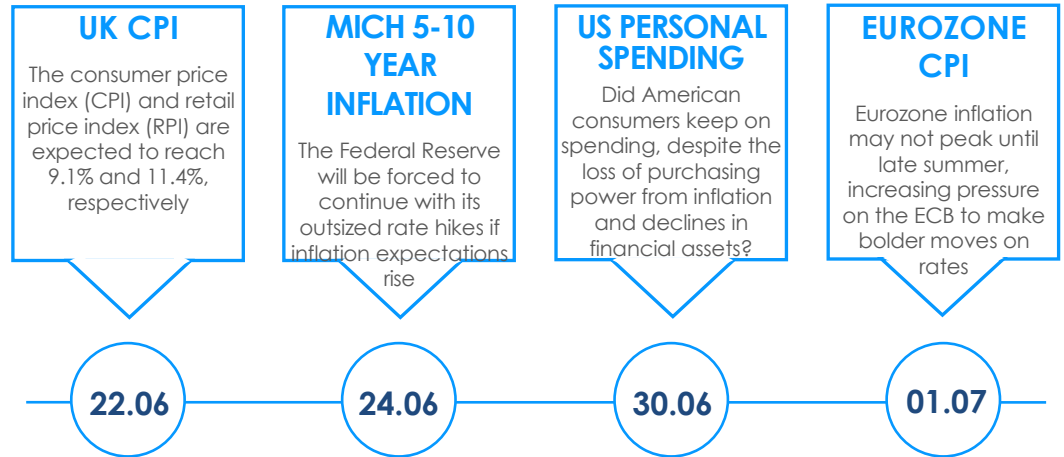 UK CPI
The consumer price
index (CPI) and retail
price index (RPI) are
expected to reach
9.1% and 11.4%,
respectively
MICH 5-10
YEAR
INFLATION
The Federal Reserve
will be forced to
continue with its
outsized rate hikes if
inflation expectations
rise
US PERSONAL
SPENDING
Did American
consumers keep on
spending, despite the
loss of purchasing
power from inflation
and declines in
financial assets?
EUROZONE
CPI
Eurozone inflation
may not peak until
late summer,
increasing pressure
on the ECB to make
bolder moves on
rates
22.06
24.06
30.06
01.07